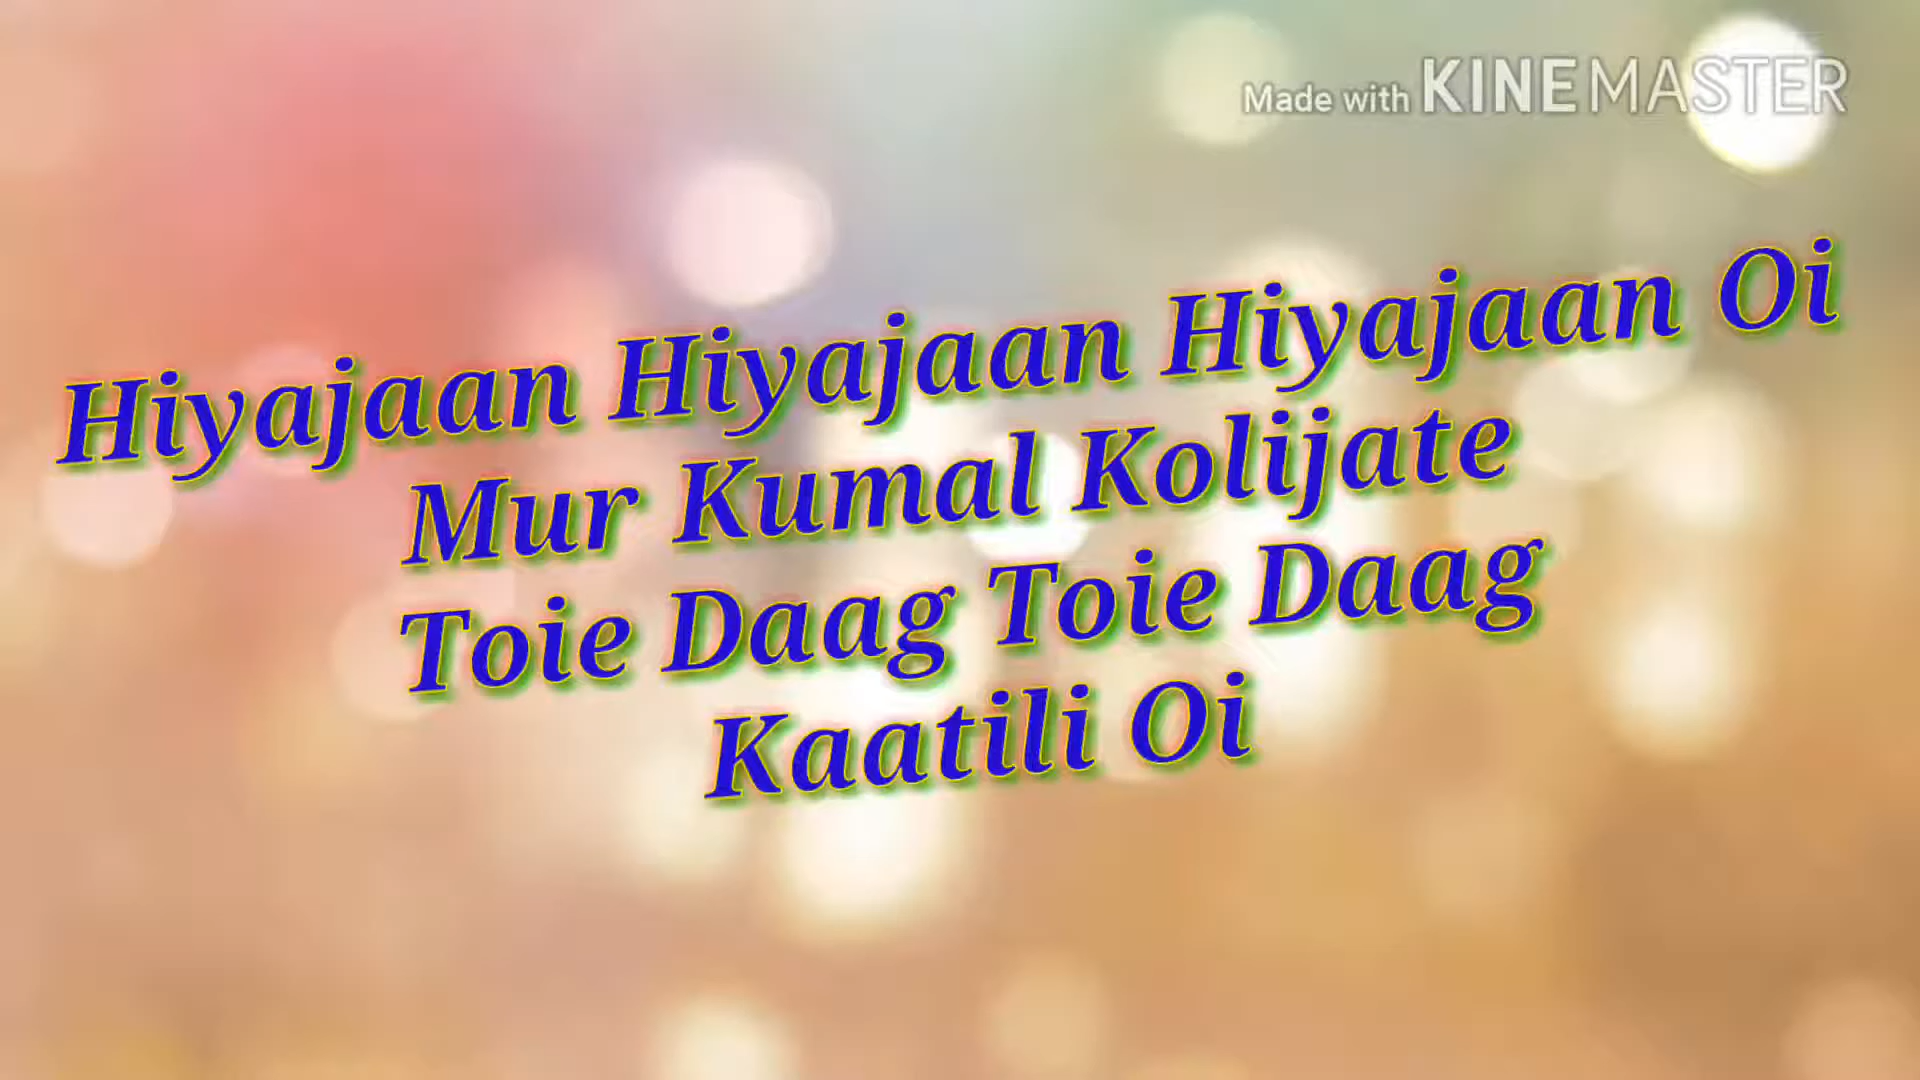 Made with KINEMASTER
Hiyajaan Hiyajaan Hiyajaan Oi
Mur Kumal Kolijate
Toie Daag Toie Daag
Kaatili Oi